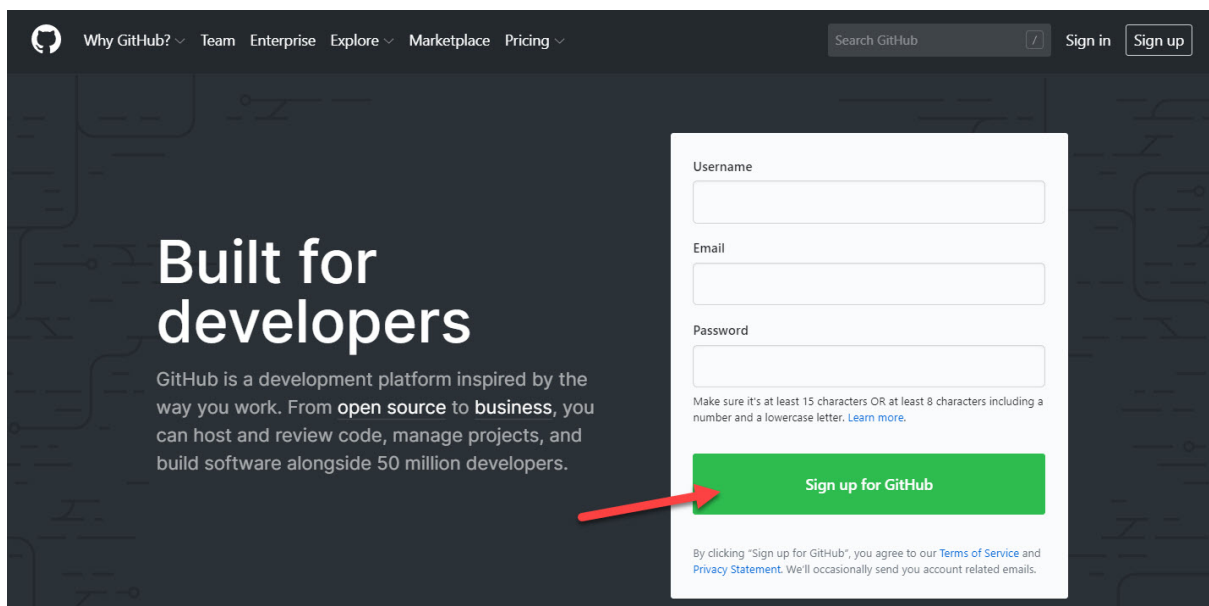 Why GitHub? Team Enterprise Explore Marketplace Pricing Search GitHub / Sign in Sign up
Built for
developers
GitHub is a development platform inspired by the
way you work. From open source to business, you
can host and review code, manage projects, and
build software alongside 50 million developers.
Username
Email
Password
Make sure it's at least 15 characters OR at least 8 characters including a
number and a lowercase letter. Learn more.
Sign up for GitHub
By clicking “Sign up for GitHub”, you agree to our Terms of Service and
Privacy Statement. We'll occasionally send you account related emails.